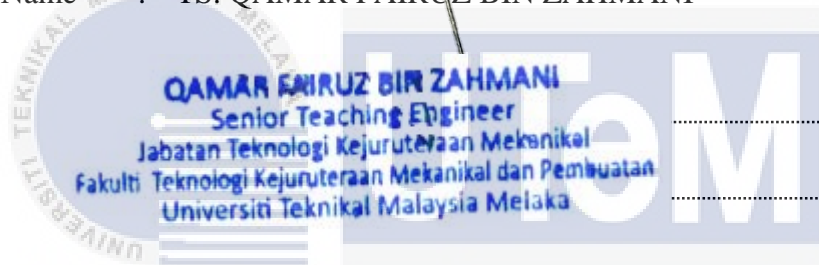 Name : TS. QAMAR FAIRUZ BIN ZAHMANI
QAMAR FAIRUZ BIN ZAHMANI
Senior Teaching Engineer
Jabatan Teknologi Kejuruteraan Mekanikal
Fakulti Teknologi Kejuruteraan Mekanikal dan Pembuatan
Universiti Teknikal Malaysia Melaka
UTeM